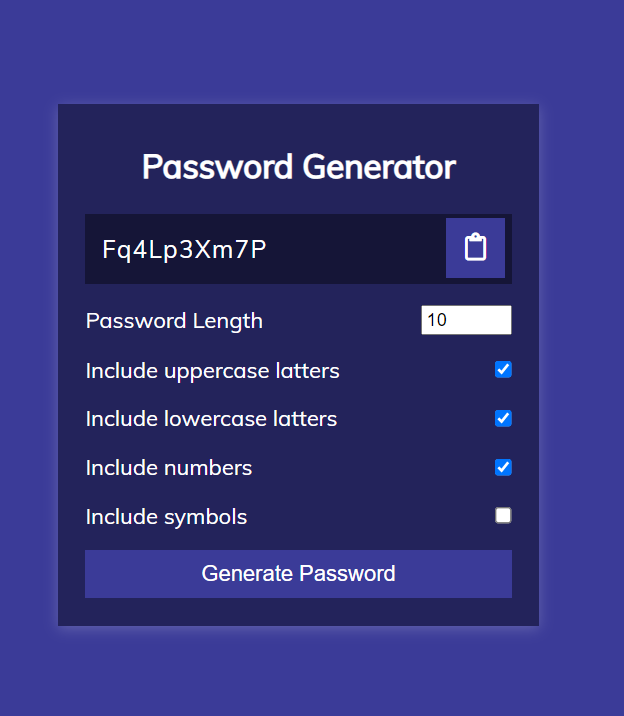 Password Generator
Fq4Lp3Xm7P
Password Length 10
Include uppercase latters
Include lowercase latters
Include numbers
Include symbols
Generate Password